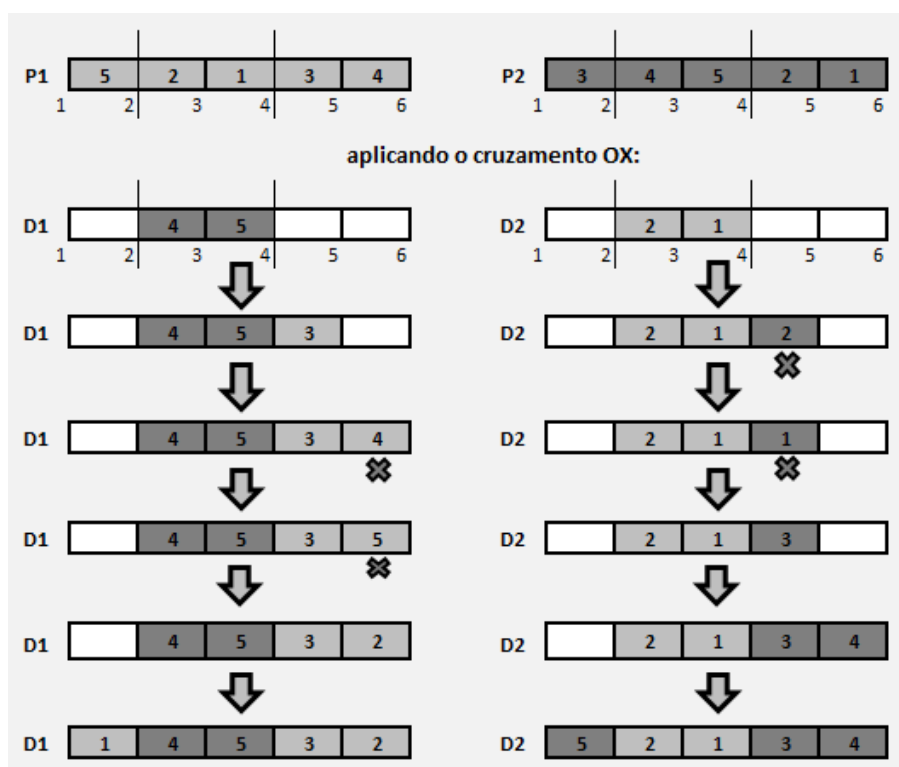 P1 5 2 1 3 4 P2 3 4 5 2 1
1 2 3 4 5 6 1 2 3 4 5 6
aplicando o cruzamento OX:
D1 4 5 D2 2 1
1 2 3 4 5 6 1 2 3 4 5 6
D1 4 5 3 D2 2 1 2
D1 4 5 3 4 D2 2 1 1
D1 4 5 3 5 D2 2 1 3
D1 4 5 3 2 D2 2 1 3 4
D1 1 4 5 3 2 D2 5 2 1 3 4